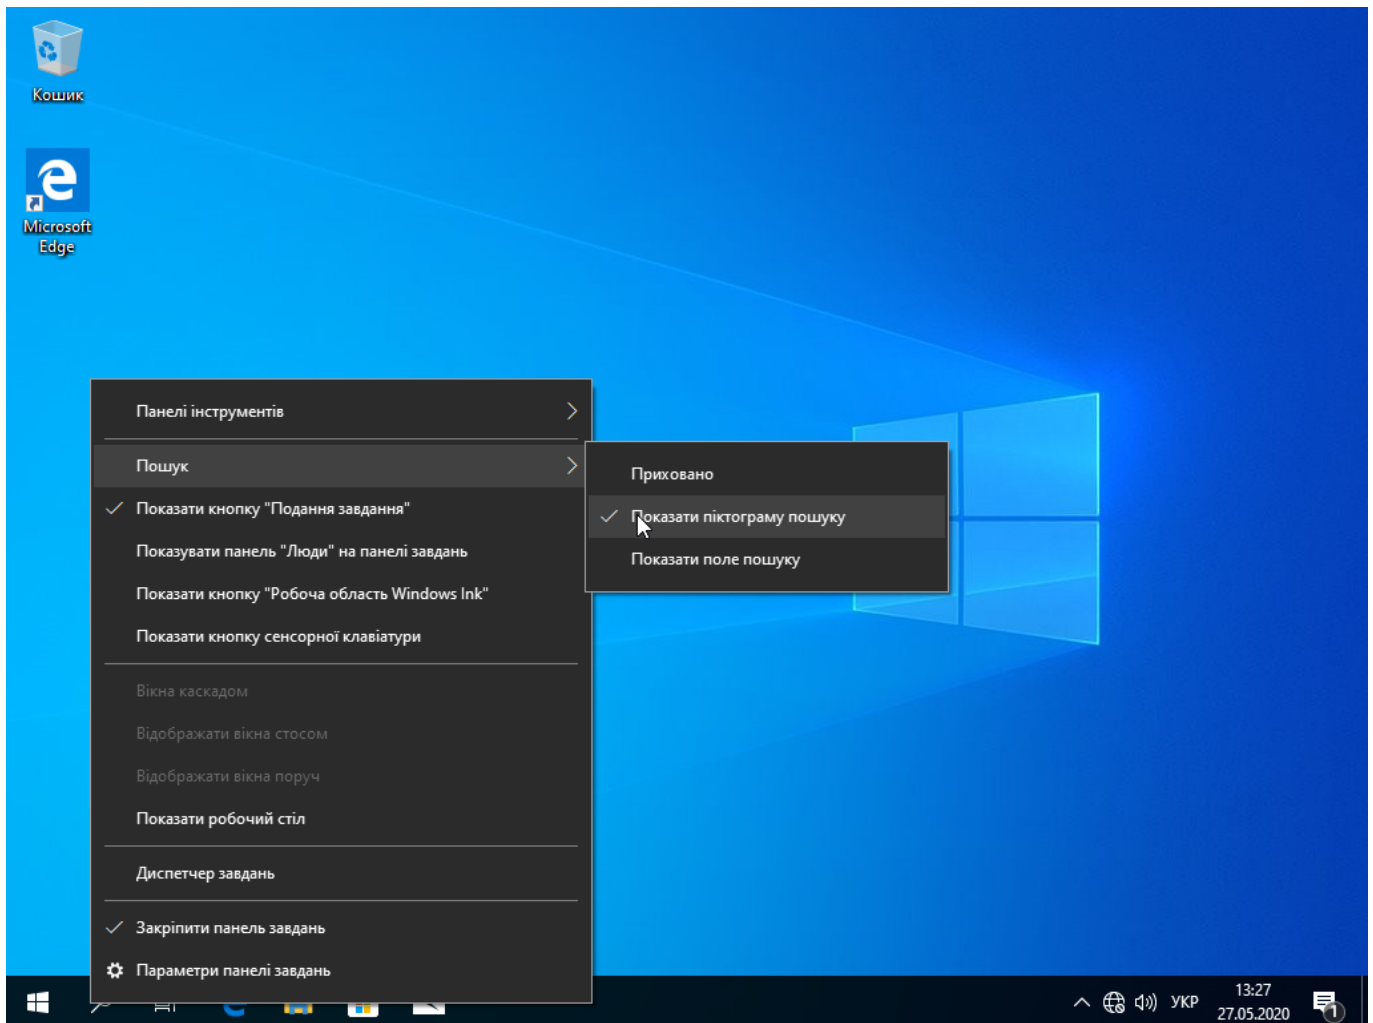 Кошик
Microsoft
Edge
Панелі інструментів
Пошук
Показати кнопку "Подання завдання"
Показувати панель "Люди" на панелі завдань
Показати кнопку "Робоча область Windows Ink"
Показати кнопку сенсорної клавіатури
Вікна каскадом
Відображати вікна стосом
Відображати вікна поруч
Показати робочий стіл
Диспетчер завдань
Закріпити панель завдань
Параметри панелі завдань
Приховано
Показати піктограму пошуку
Показати поле пошуку
УКР
13:27
27.05.2020
1